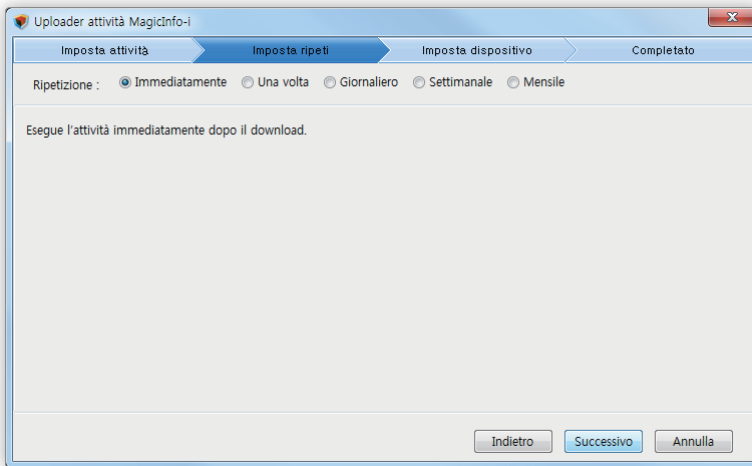 Uploader attività MagicInfo-i
Imposta attività Imposta ripeti Imposta dispositivo Completato
Ripetizione : Immediatamente Una volta Giornaliero Settimanale Mensile
Esegue l'attività immediatamente dopo il download.
Indietro Successivo Annulla